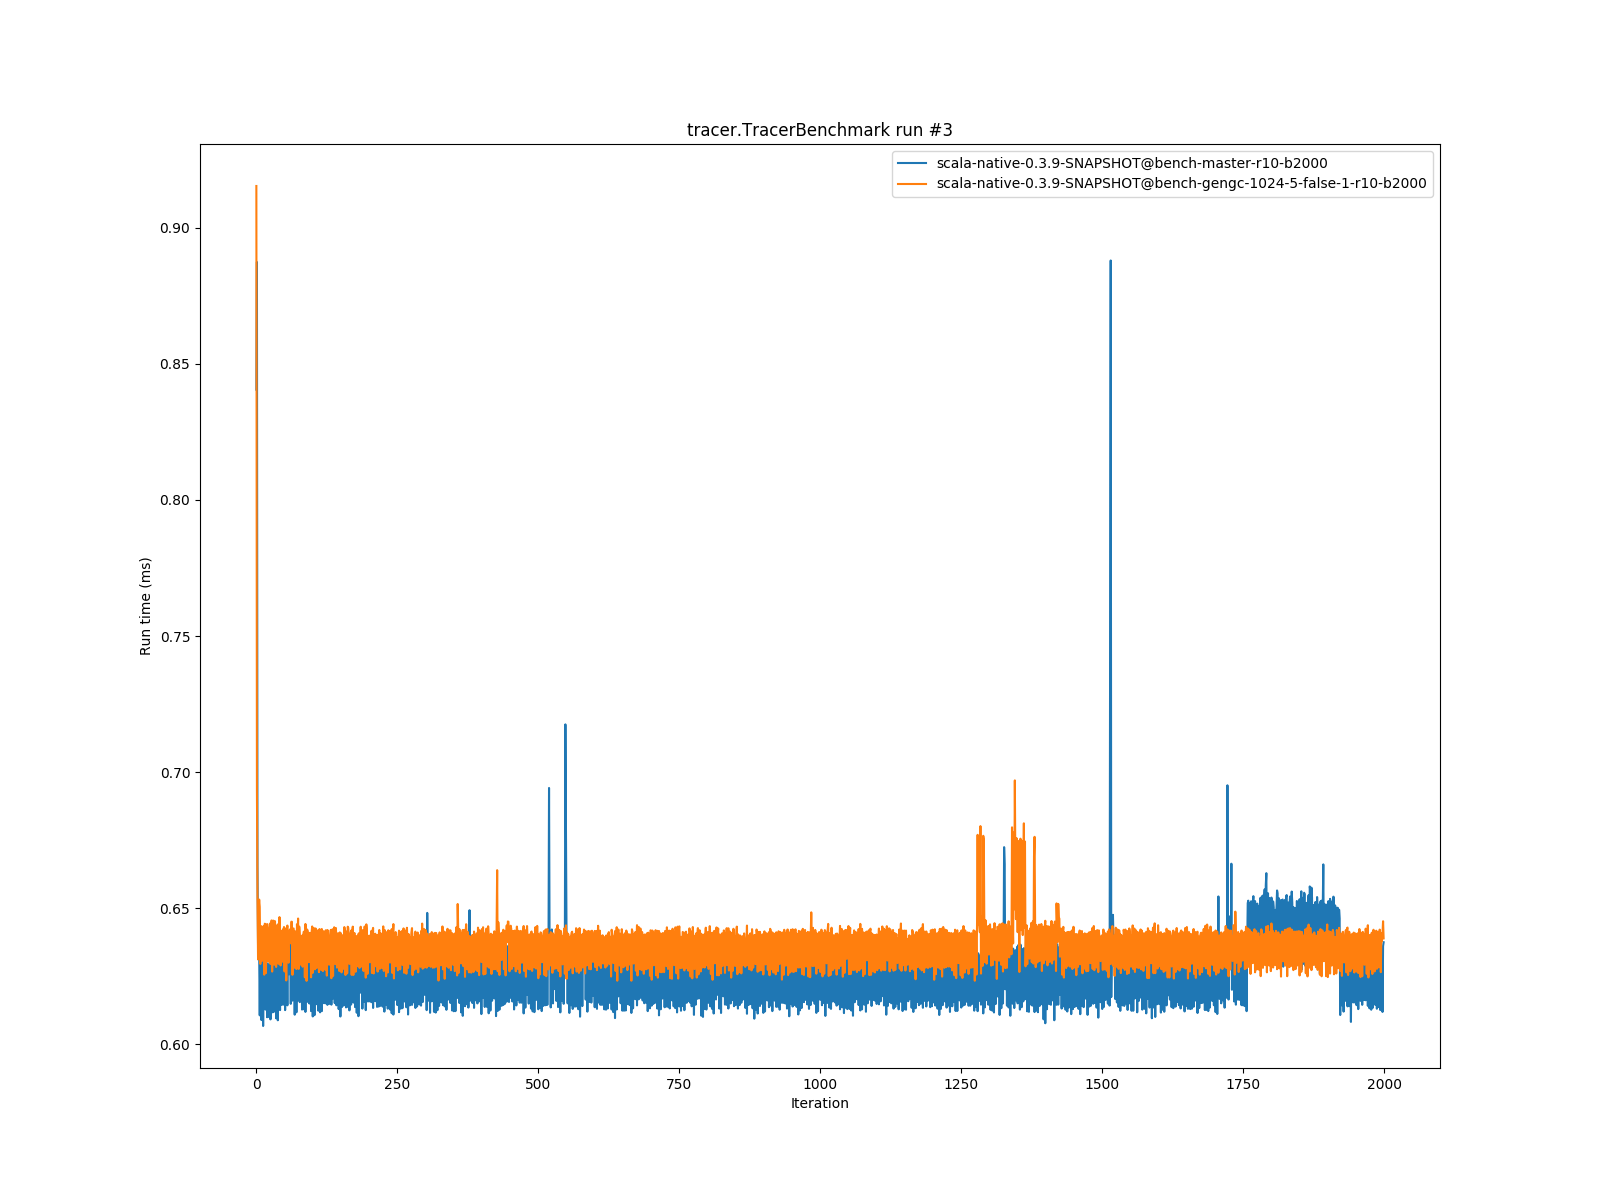 tracer.TracerBenchmark run #3
scala-native-0.3.9-SNAPSHOT@bench-master-r10-b2000
scala-native-0.3.9-SNAPSHOT@bench-gengc-1024-5-false-1-r10-b2000
0.90
0.85
0.80
0.75
0.70
0.65
0.60
Run time (ms)
0 250 500 750 1000 1250 1500 1750 2000
Iteration